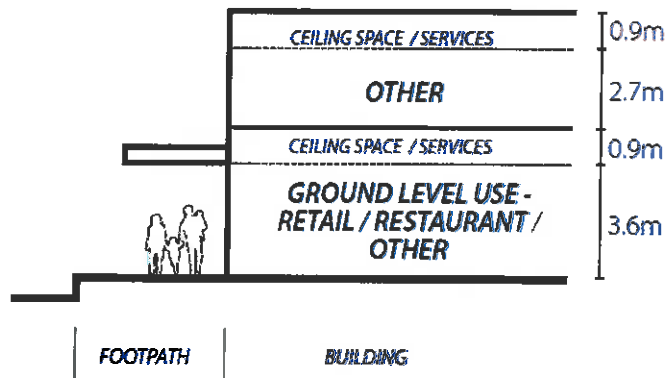 CEILING SPACE / SERVICES
0.9m
OTHER
2.7m
CEILING SPACE / SERVICES
0.9m
GROUND LEVEL USE -
RETAIL / RESTAURANT /
OTHER
3.6m
FOOTPATH
BUILDING